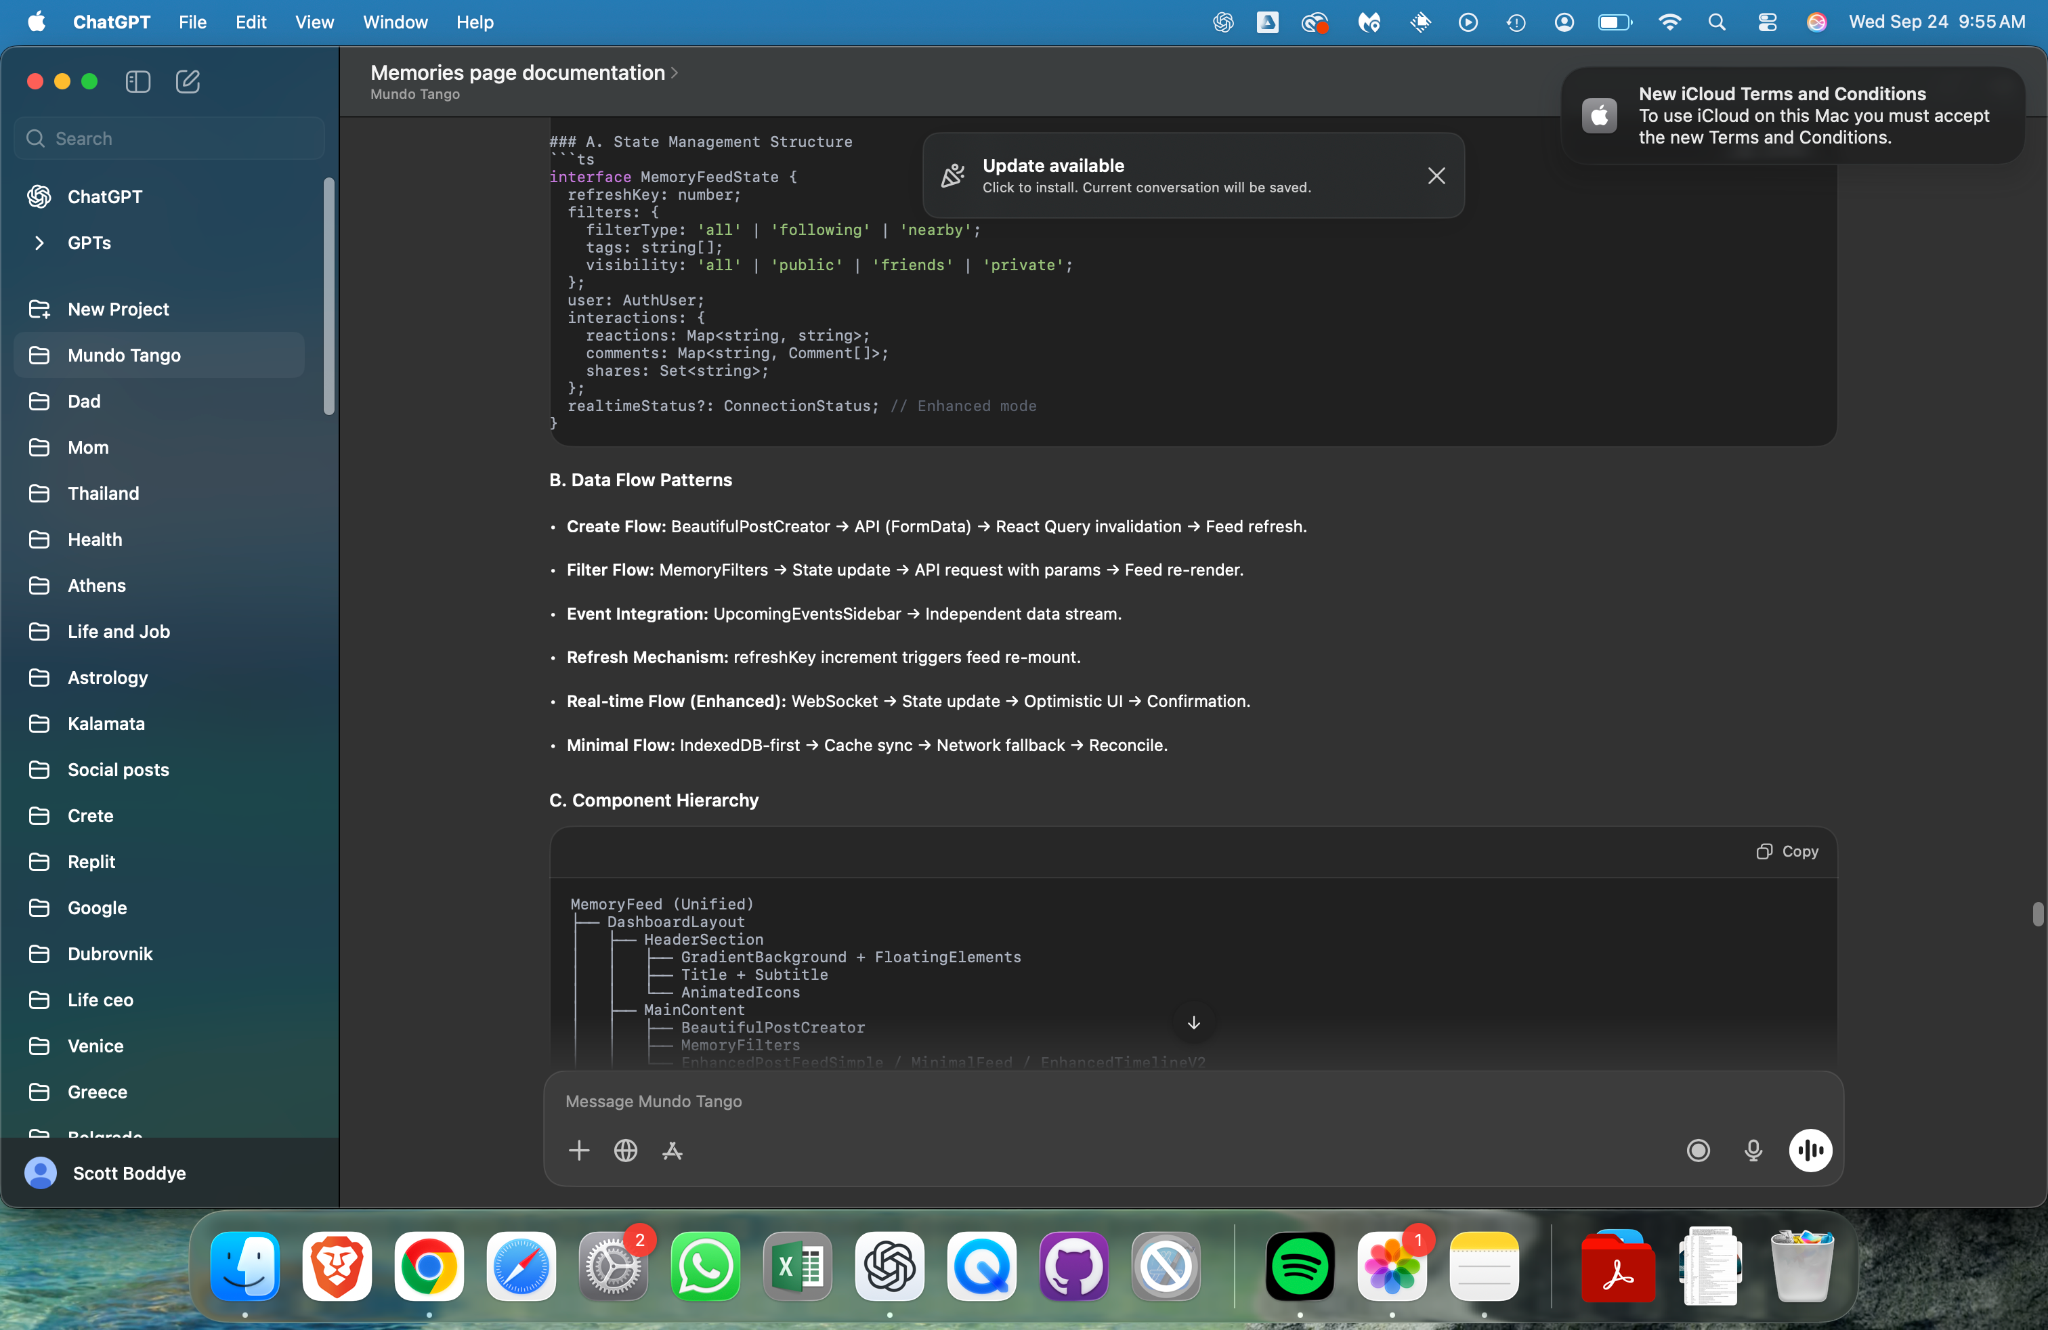 ChatGPT File Edit View Window Help Wed Sep 24 9:55 AM
Memories page documentation
Mundo Tango
New iCloud Terms and Conditions
To use iCloud on this Mac you must accept
the new Terms and Conditions.
Update available
Click to install. Current conversation will be saved.
Search
ChatGPT
GPTs
New Project
Mundo Tango
Dad
Mom
Thailand
Health
Athens
Life and Job
Astrology
Kalamata
Social posts
Crete
Replit
Google
Dubrovnik
Life ceo
Venice
Greece
Belgrade
Scott Boddye
### A. State Management Structure
```ts
interface MemoryFeedState {
  refreshKey: number;
  filters: {
    filterType: 'all' | 'following' | 'nearby';
    tags: string[];
    visibility: 'all' | 'public' | 'friends' | 'private';
  };
  user: AuthUser;
  interactions: {
    reactions: Map<string, string>;
    comments: Map<string, Comment[]>;
    shares: Set<string>;
  };
  realtimeStatus?: ConnectionStatus; // Enhanced mode
}
B. Data Flow Patterns
• Create Flow: BeautifulPostCreator → API (FormData) → React Query invalidation → Feed refresh.
• Filter Flow: MemoryFilters → State update → API request with params → Feed re-render.
• Event Integration: UpcomingEventsSidebar → Independent data stream.
• Refresh Mechanism: refreshKey increment triggers feed re-mount.
• Real-time Flow (Enhanced): WebSocket → State update → Optimistic UI → Confirmation.
• Minimal Flow: IndexedDB-first → Cache sync → Network fallback → Reconcile.
C. Component Hierarchy
Copy
MemoryFeed (Unified)
├── DashboardLayout
│   ├── HeaderSection
│   │   ├── GradientBackground + FloatingElements
│   │   ├── Title + Subtitle
│   │   └── AnimatedIcons
│   ├── MainContent
│   │   ├── BeautifulPostCreator
│   │   ├── MemoryFilters
│   │   └── EnhancedPostFeedSimple / MinimalFeed / EnhancedTimelineV2
Message Mundo Tango
2
1